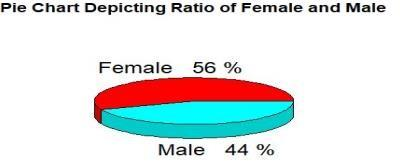 Pie Chart Depicting Ratio of Female and Male
Female 56 %
Male 44 %